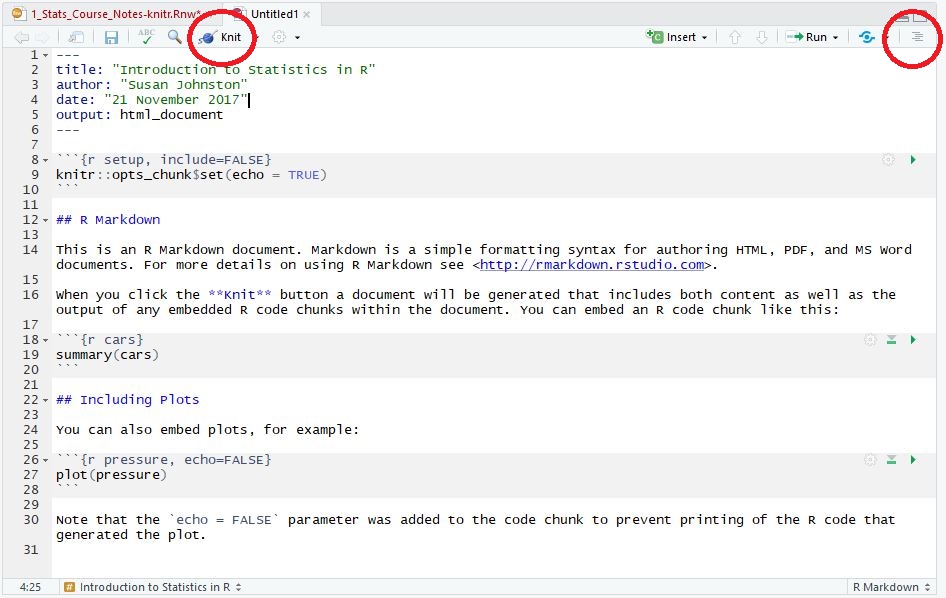 1_Stats_Course_Notes-knitr.Rnw* Untitled1
ABC Knit Insert Run
1 ---
2 title: "Introduction to Statistics in R"
3 author: "Susan Johnston"
4 date: "21 November 2017"
5 output: html_document
6 ---
7
8 ```{r setup, include=FALSE}
9 knitr::opts_chunk$set(echo = TRUE)
10 ```
11
12 ## R Markdown
13
14 This is an R Markdown document. Markdown is a simple formatting syntax for authoring HTML, PDF, and MS Word
documents. For more details on using R Markdown see <http://rmarkdown.rstudio.com>.
15
16 When you click the **Knit** button a document will be generated that includes both content as well as the
output of any embedded R code chunks within the document. You can embed an R code chunk like this:
17
18 ```{r cars}
19 summary(cars)
20 ```
21
22 ## Including Plots
23
24 You can also embed plots, for example:
25
26 ```{r pressure, echo=FALSE}
27 plot(pressure)
28 ```
29
30 Note that the `echo = FALSE` parameter was added to the code chunk to prevent printing of the R code that
generated the plot.
31
4:25 # Introduction to Statistics in R R Markdown